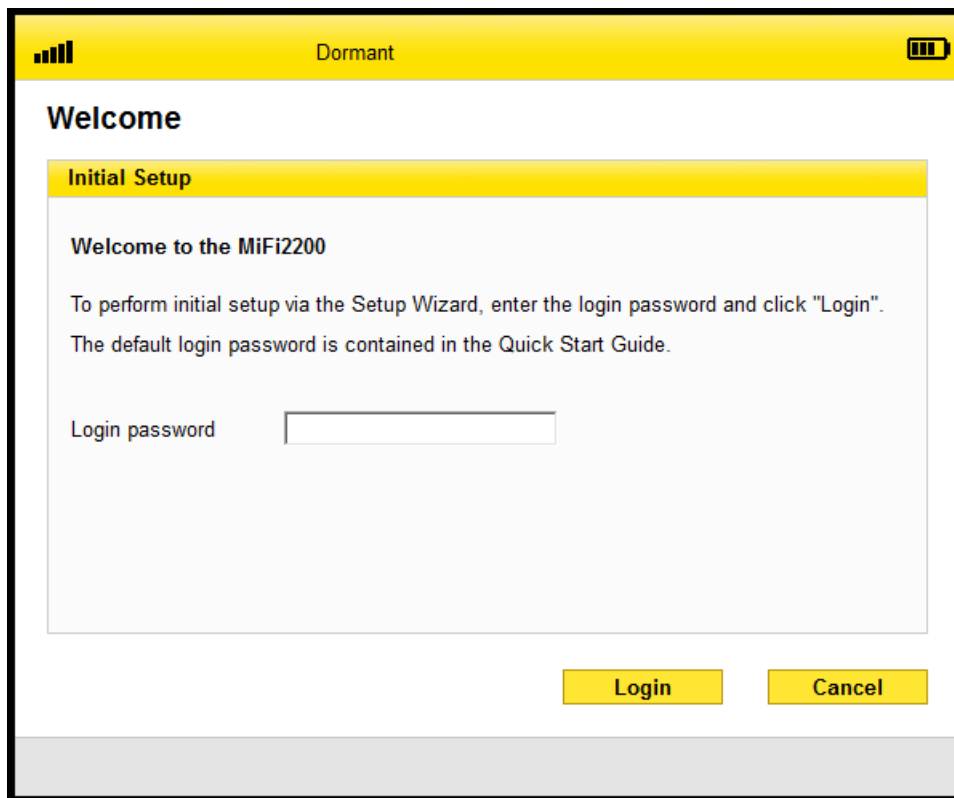 Dormant
Welcome
Initial Setup
Welcome to the MiFi2200
To perform initial setup via the Setup Wizard, enter the login password and click "Login".
The default login password is contained in the Quick Start Guide.
Login password
Login Cancel